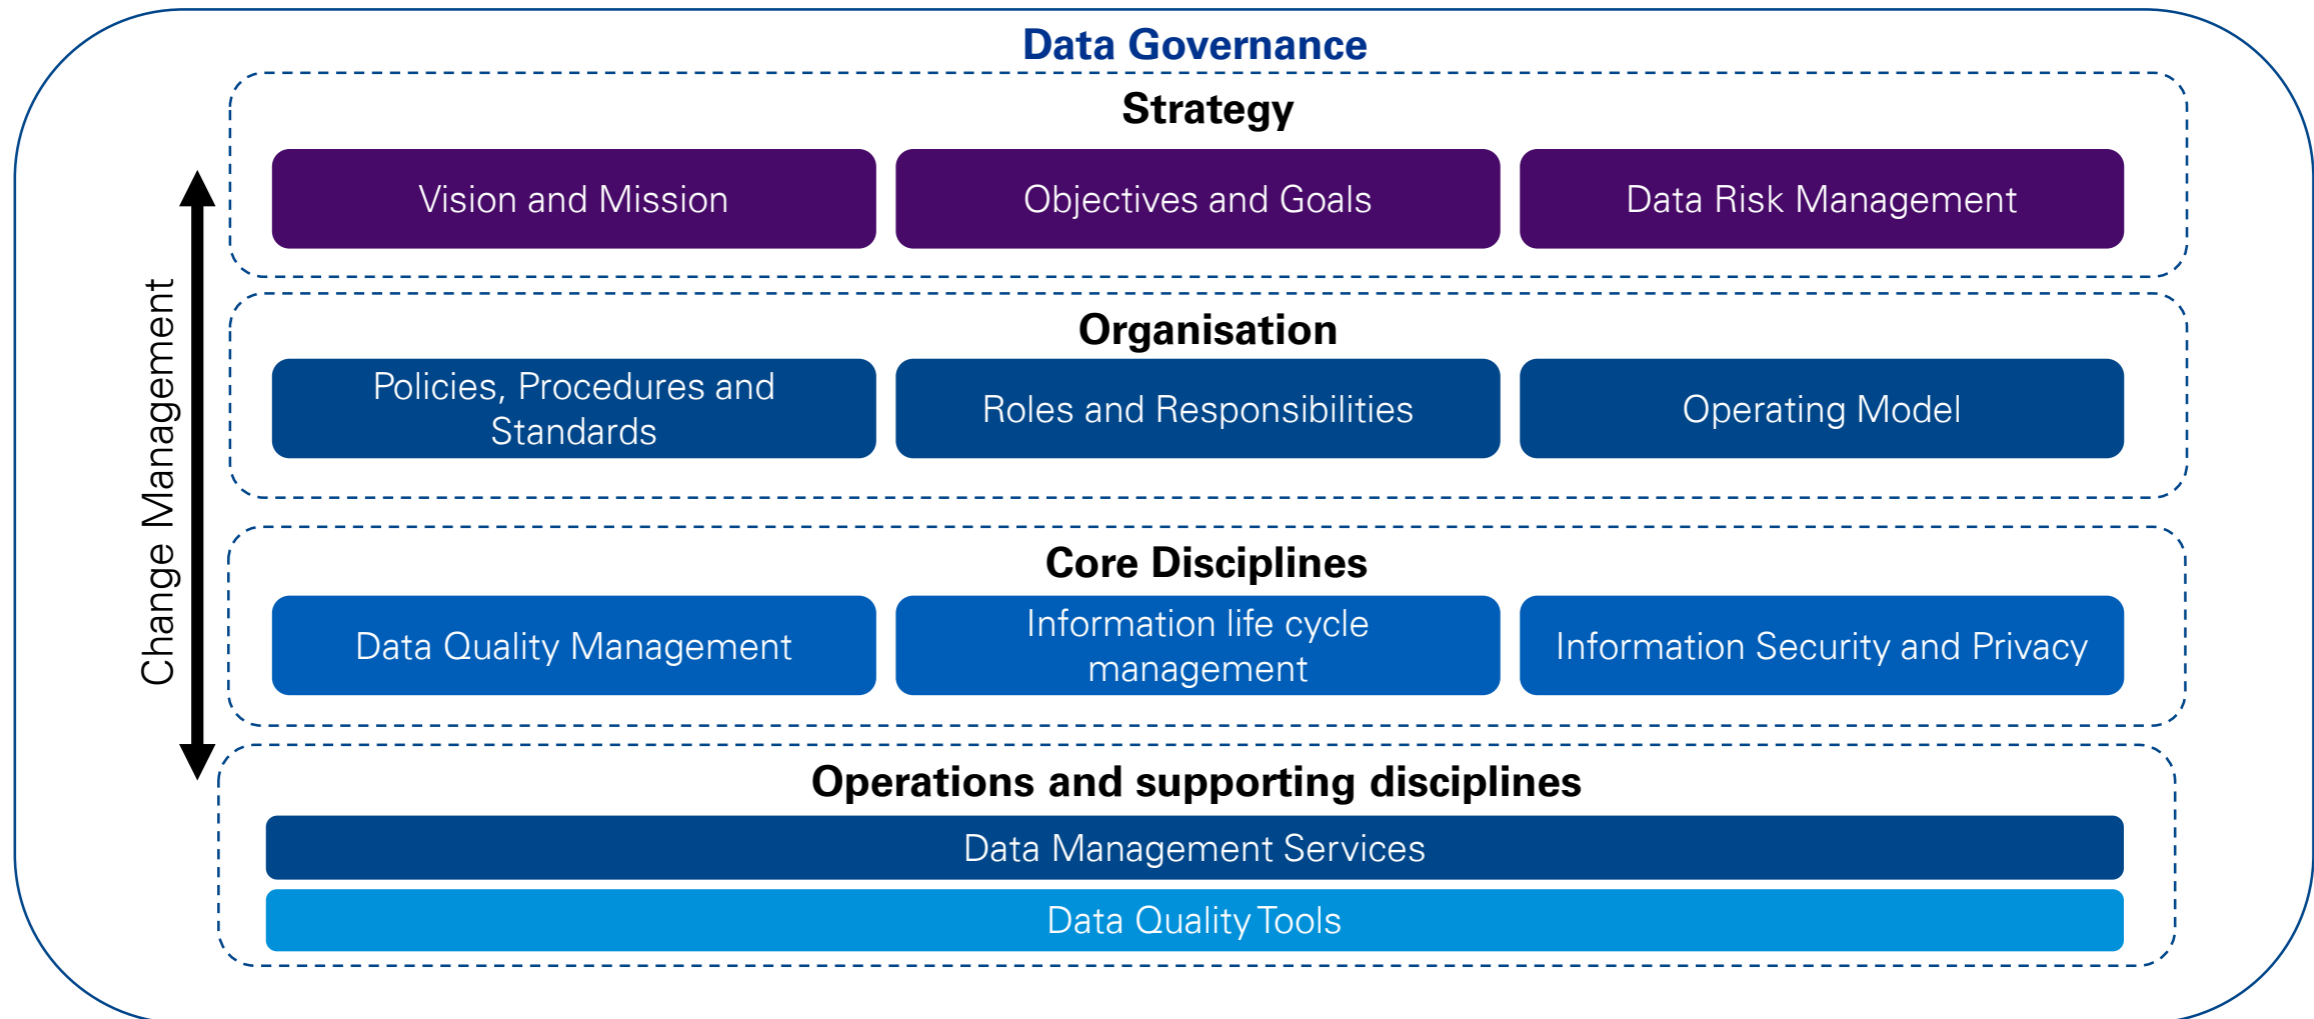 Data Governance
Strategy
Vision and Mission
Objectives and Goals
Data Risk Management
Change Management
Organisation
Policies, Procedures and
Standards
Roles and Responsibilities
Operating Model
Core Disciplines
Data Quality Management
Information life cycle
management
Information Security and Privacy
Operations and supporting disciplines
Data Management Services
Data Quality Tools